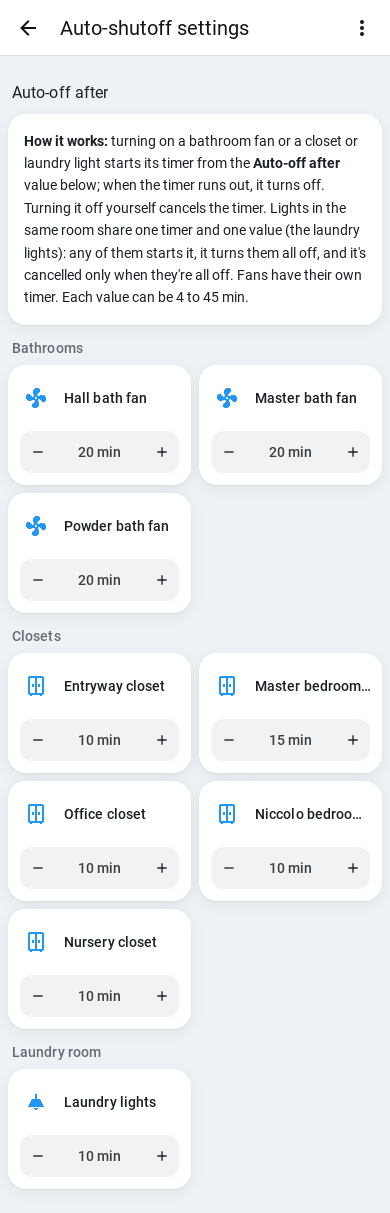 Auto-shutoff settings
Auto-off after
How it works: turning on a bathroom fan or a closet or
laundry light starts its timer from the Auto-off after
value below; when the timer runs out, it turns off.
Turning it off yourself cancels the timer. Lights in the
same room share one timer and one value (the laundry
lights): any of them starts it, it turns them all off, and it's
cancelled only when they're all off. Fans have their own
timer. Each value can be 4 to 45 min.
Bathrooms
Hall bath fan
− 20 min +
Master bath fan
− 20 min +
Powder bath fan
− 20 min +
Closets
Entryway closet
− 10 min +
Master bedroom…
− 15 min +
Office closet
− 10 min +
Niccolo bedroo…
− 10 min +
Nursery closet
− 10 min +
Laundry room
Laundry lights
− 10 min +